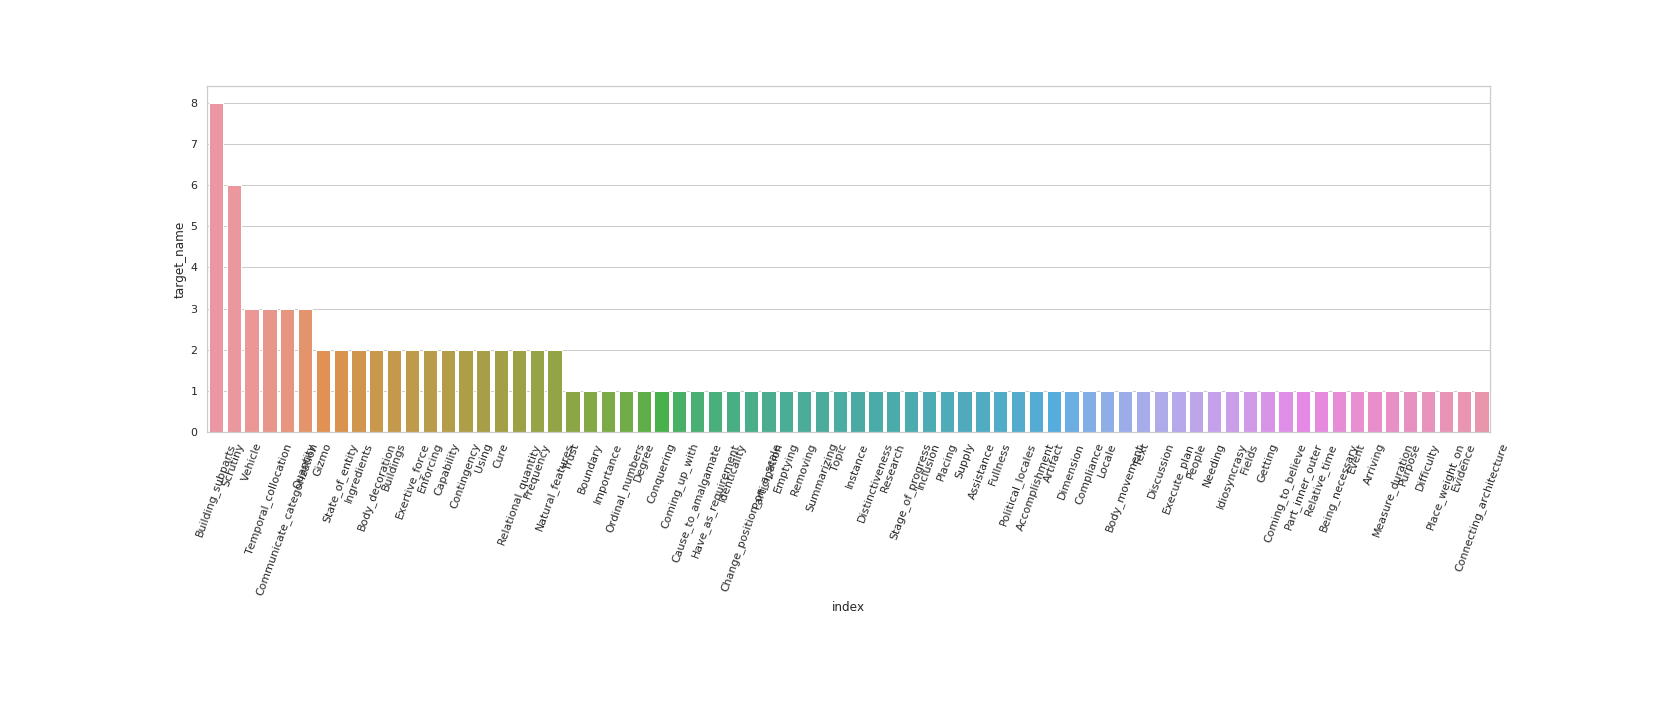 8
7
6
5
4
3
2
1
0
target_name
Building_subparts
Scrutiny
Vehicle
Temporal_collocation
Communicate_categorization
Quantity
Gizmo
State_of_entity
Ingredients
Body_decoration
Buildings
Exertive_force
Enforcing
Capability
Contingency
Using
Cure
Relational_quantity
Frequency
Natural_features
Trust
Boundary
Importance
Ordinal_numbers
Degree
Conquering
Coming_up_with
Cause_to_amalgamate
Have_as_requirement
Identicality
Change_position_on_a_scale
Emptying
Removing
Summarizing
Topic
Instance
Distinctiveness
Research
Stage_of_progress
Inclusion
Placing
Supply
Assistance
Fullness
Political_locales
Accomplishment
Artifact
Dimension
Compliance
Locale
Body_movement
Text
Discussion
Execute_plan
People
Needing
Idiosyncrasy
Fields
Getting
Coming_to_believe
Part_inner_outer
Relative_time
Being_necessary
Event
Arriving
Measure_duration
Purpose
Difficulty
Place_weight_on
Evidence
Connecting_architecture
index